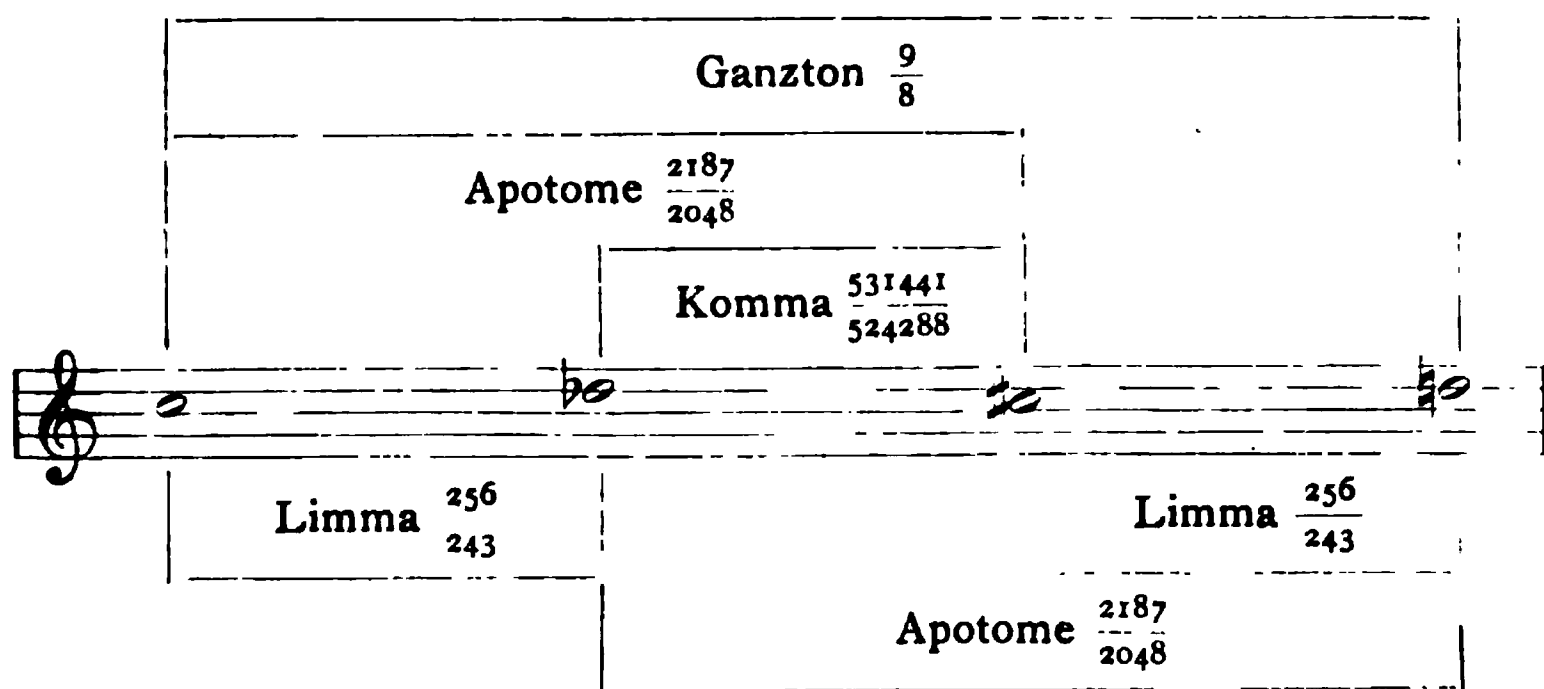 Ganzton 9/8
Apotome 2187/2048
Komma 531441/524288
Limma 256/243
Limma 256/243
Apotome 2187/2048